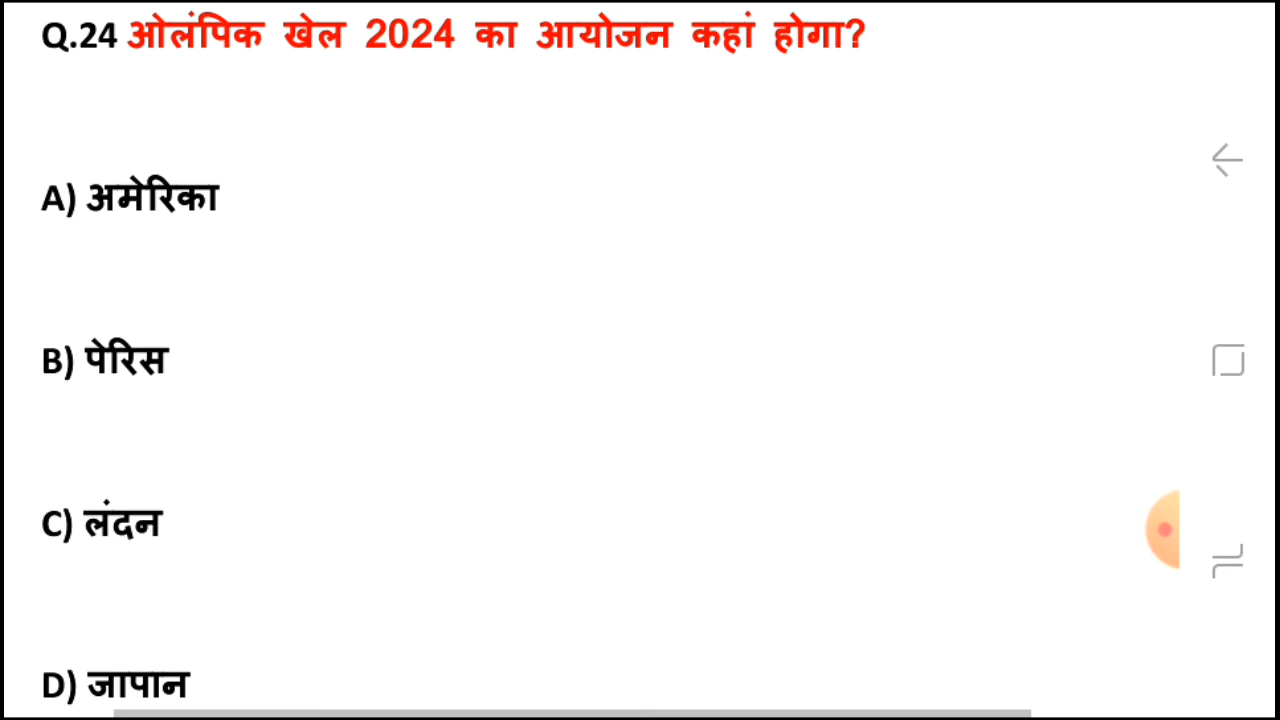 Q.24 ओलंपिक खेल 2024 का आयोजन कहां होगा?
A) अमेरिका
B) पेरिस
C) लंदन
D) जापान